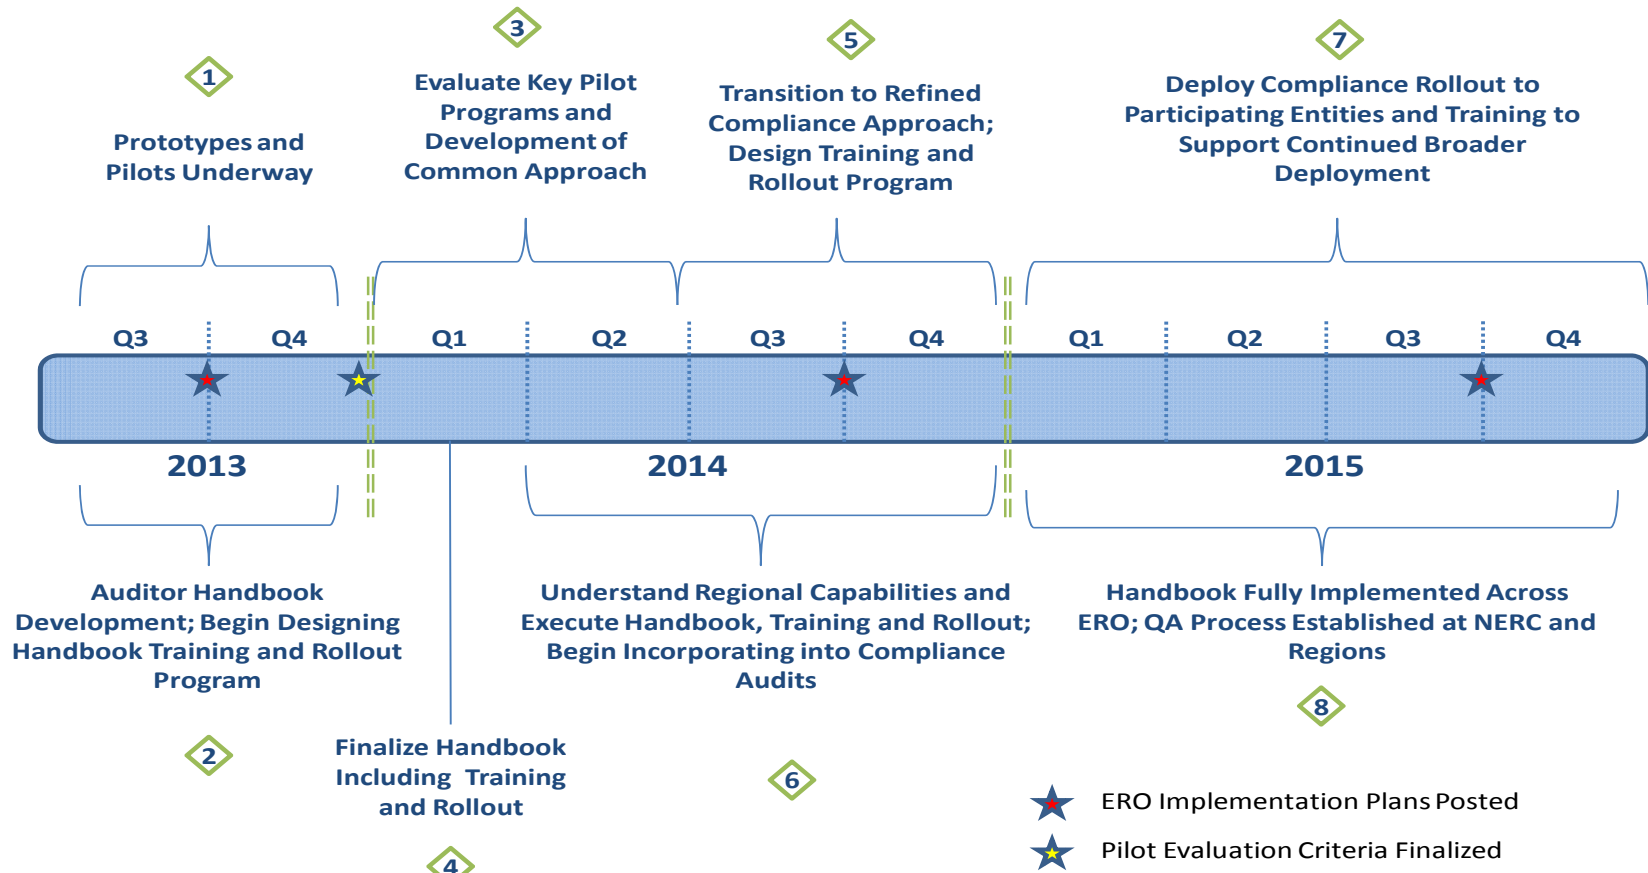 1
Prototypes and
Pilots Underway
3
Evaluate Key Pilot
Programs and
Development of
Common Approach
5
Transition to Refined
Compliance Approach;
Design Training and
Rollout Program
7
Deploy Compliance Rollout to
Participating Entities and Training to
Support Continued Broader
Deployment
Q3 Q4 Q1 Q2 Q3 Q4 Q1 Q2 Q3 Q4
2013 2014 2015
Auditor Handbook
Development; Begin Designing
Handbook Training and Rollout
Program
2
Finalize Handbook
Including Training
and Rollout
4
Understand Regional Capabilities and
Execute Handbook, Training and Rollout;
Begin Incorporating into Compliance
Audits
6
Handbook Fully Implemented Across
ERO; QA Process Established at NERC and
Regions
8
ERO Implementation Plans Posted
Pilot Evaluation Criteria Finalized